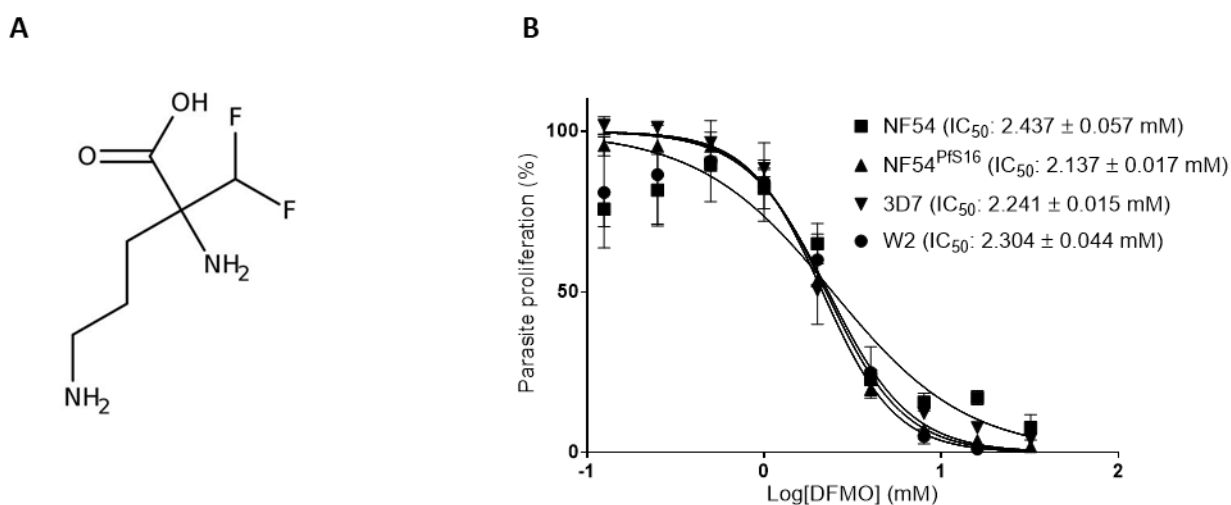 A
B
OH
F
O
F
NH2
NH2
100
50
0
-1
0
1
2
Parasite proliferation (%)
Log[DFMO] (mM)
NF54 (IC50: 2.437 ± 0.057 mM)
NF54PfS16 (IC50: 2.137 ± 0.017 mM)
3D7 (IC50: 2.241 ± 0.015 mM)
W2 (IC50: 2.304 ± 0.044 mM)